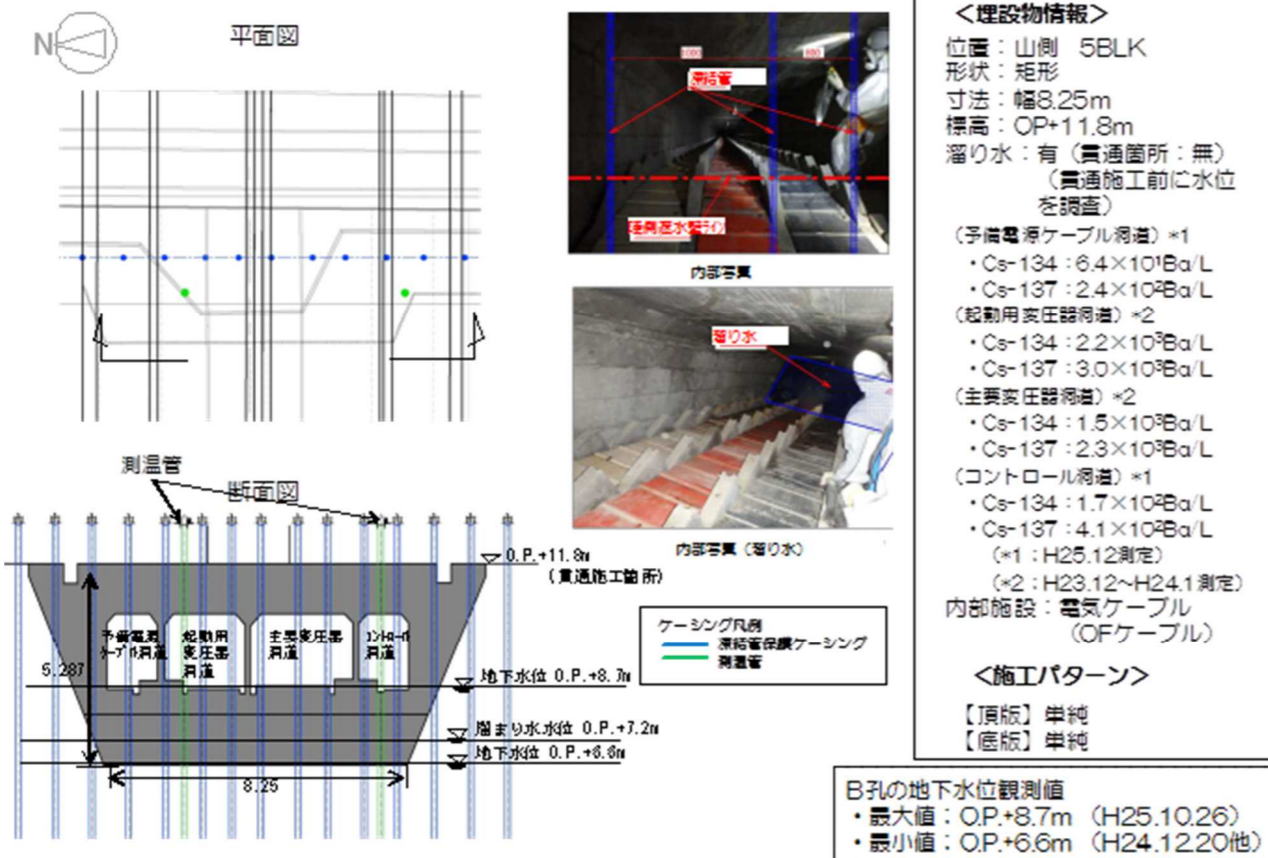 N
平面図
測温管
断面図
O.P.+11.8m
(貫通施工箇所)
予備電源
ケーブル洞道
起動用
変圧器
洞道
主要変圧器
洞道
コントロール
洞道
5.287
8.25
地下水位 O.P.+8.7m
溜まり水水位 O.P.+7.2m
地下水位 O.P.+6.6m
1000
800
凍結管
陸側遮水壁ライン
内部写真
溜り水
内部写真（溜り水）
ケーシング凡例
凍結管保護ケーシング
測温管
＜埋設物情報＞
位置：山側 5BLK
形状：矩形
寸法：幅8.25m
標高：OP+11.8m
溜り水：有（貫通箇所：無）
（貫通施工前に水位
を調査）
（予備電源ケーブル洞道）*1
・Cs-134：6.4×10¹Bq/L
・Cs-137：2.4×10²Bq/L
（起動用変圧器洞道）*2
・Cs-134：2.2×10³Bq/L
・Cs-137：3.0×10³Bq/L
（主要変圧器洞道）*2
・Cs-134：1.5×10³Bq/L
・Cs-137：2.3×10³Bq/L
（コントロール洞道）*1
・Cs-134：1.7×10²Bq/L
・Cs-137：4.1×10²Bq/L
（*1：H25.12測定）
（*2：H23.12～H24.1測定）
内部施設：電気ケーブル
（OFケーブル）
＜施工パターン＞
【頂版】単純
【底版】単純
B孔の地下水位観測値
・最大値：O.P.+8.7m （H25.10.26）
・最小値：O.P.+6.6m （H24.12.20他）